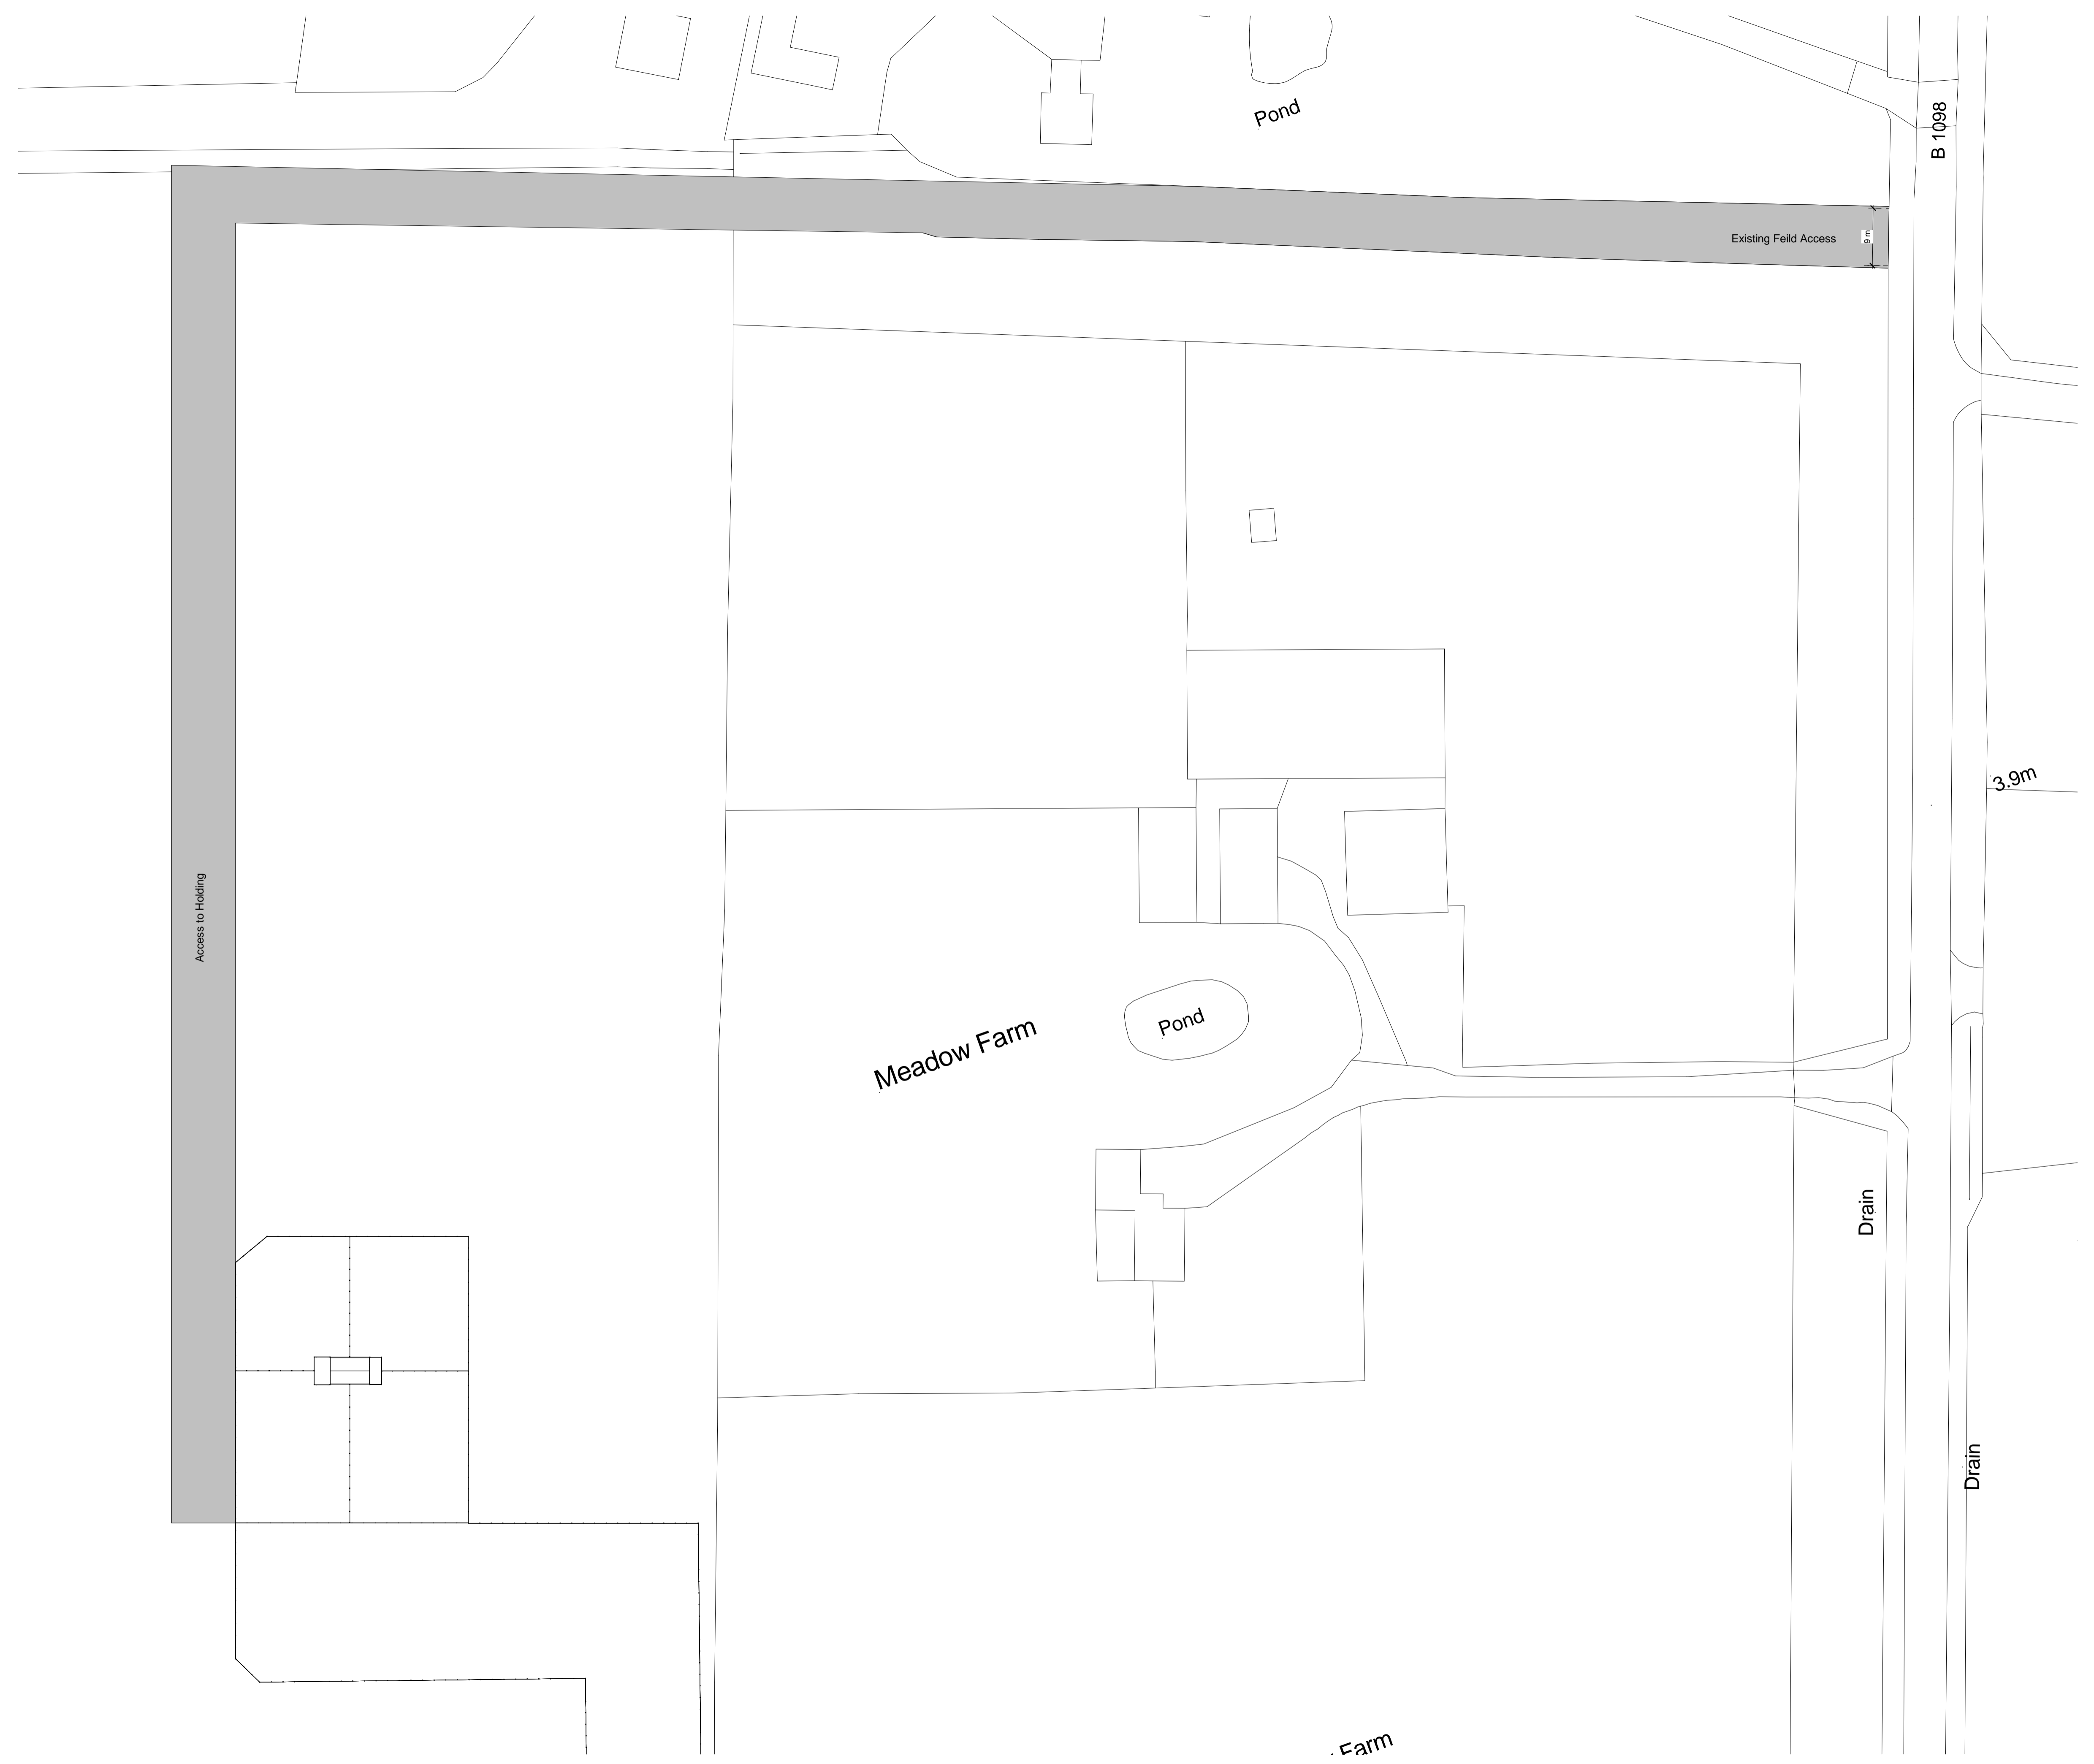 Pond
B 1098
Existing Feild Access
9 m
3.9m
Access to Holding
Meadow Farm
Pond
Drain
Drain
Farm